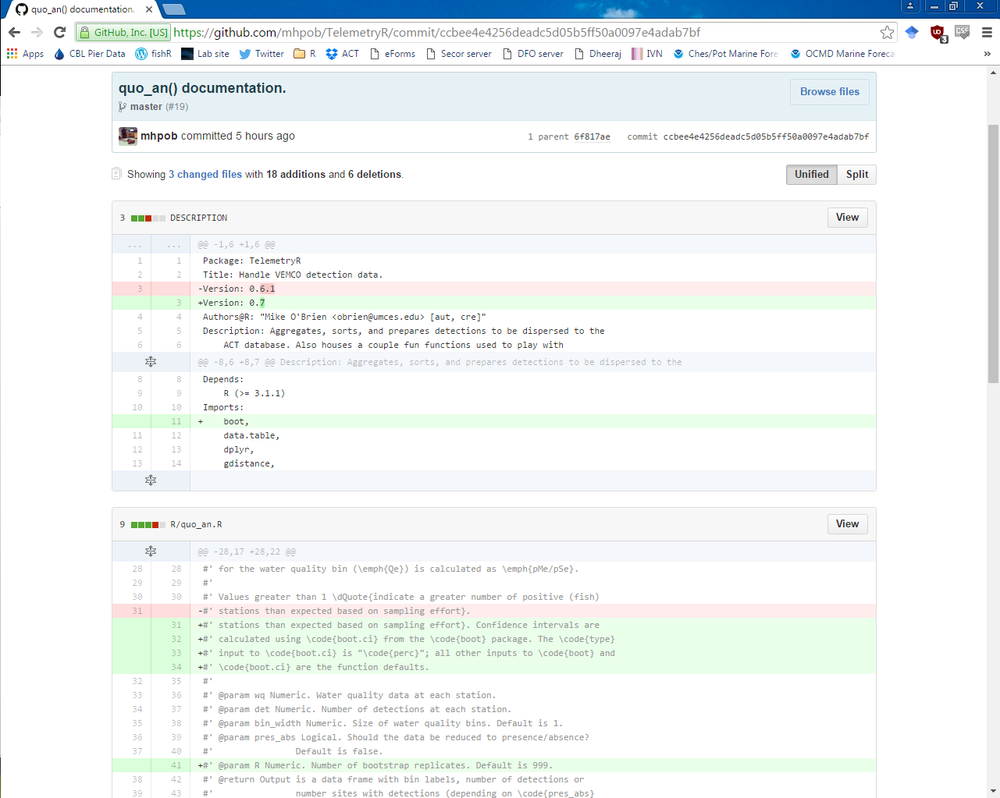 quo_an() documentation.
GitHub, Inc. [US] https://github.com/mhpob/TelemetryR/commit/ccbee4e4256deadc5d05b5ff50a0097e4adab7bf
Apps CBL Pier Data fishR Lab site Twitter R ACT eForms Secor server DFO server Dheeraj IVN Ches/Pot Marine Fore OCMD Marine Foreca »
quo_an() documentation.
Browse files
master (#19)
mhpob committed 5 hours ago 1 parent 6f817ae commit ccbee4e4256deadc5d05b5ff50a0097e4adab7bf
Showing 3 changed files with 18 additions and 6 deletions.
Unified Split
3 DESCRIPTION View
... ... @@ -1,6 +1,6 @@
1 1 Package: TelemetryR
2 2 Title: Handle VEMCO detection data.
3 -Version: 0.6.1
3 +Version: 0.7
4 4 Authors@R: "Mike O'Brien <obrien@umces.edu> [aut, cre]"
5 5 Description: Aggregates, sorts, and prepares detections to be dispersed to the
6 6 ACT database. Also houses a couple fun functions used to play with
@@ -8,6 +8,7 @@ Description: Aggregates, sorts, and prepares detections to be dispersed to the
8 8 Depends:
9 9 R (>= 3.1.1)
10 10 Imports:
11 + boot,
11 12 data.table,
12 13 dplyr,
13 14 gdistance,
9 R/quo_an.R View
@@ -28,17 +28,22 @@
28 28 #' for the water quality bin (\emph{Qe}) is calculated as \emph{pMe/pSe}.
29 29 #'
30 30 #' Values greater than 1 \dQuote{indicate a greater number of positive (fish)
31 -#' stations than expected based on sampling effort}.
31 +#' stations than expected based on sampling effort}. Confidence intervals are
32 +#' calculated using \code{boot.ci} from the \code{boot} package. The \code{type}
33 +#' input to \code{boot.ci} is "\code{perc}"; all other inputs to \code{boot} and
34 +#' \code{boot.ci} are the function defaults.
32 35 #'
33 36 #' @param wq Numeric. Water quality data at each station.
34 37 #' @param det Numeric. Number of detections at each station.
35 38 #' @param bin_width Numeric. Size of water quality bins. Default is 1.
36 39 #' @param pres_abs Logical. Should the data be reduced to presence/absence?
37 40 #' Default is false.
41 +#' @param R Numeric. Number of bootstrap replicates. Default is 999.
38 42 #' @return Output is a data frame with bin labels, number of detections or
39 43 #' number sites with detections (depending on \code{pres_abs}